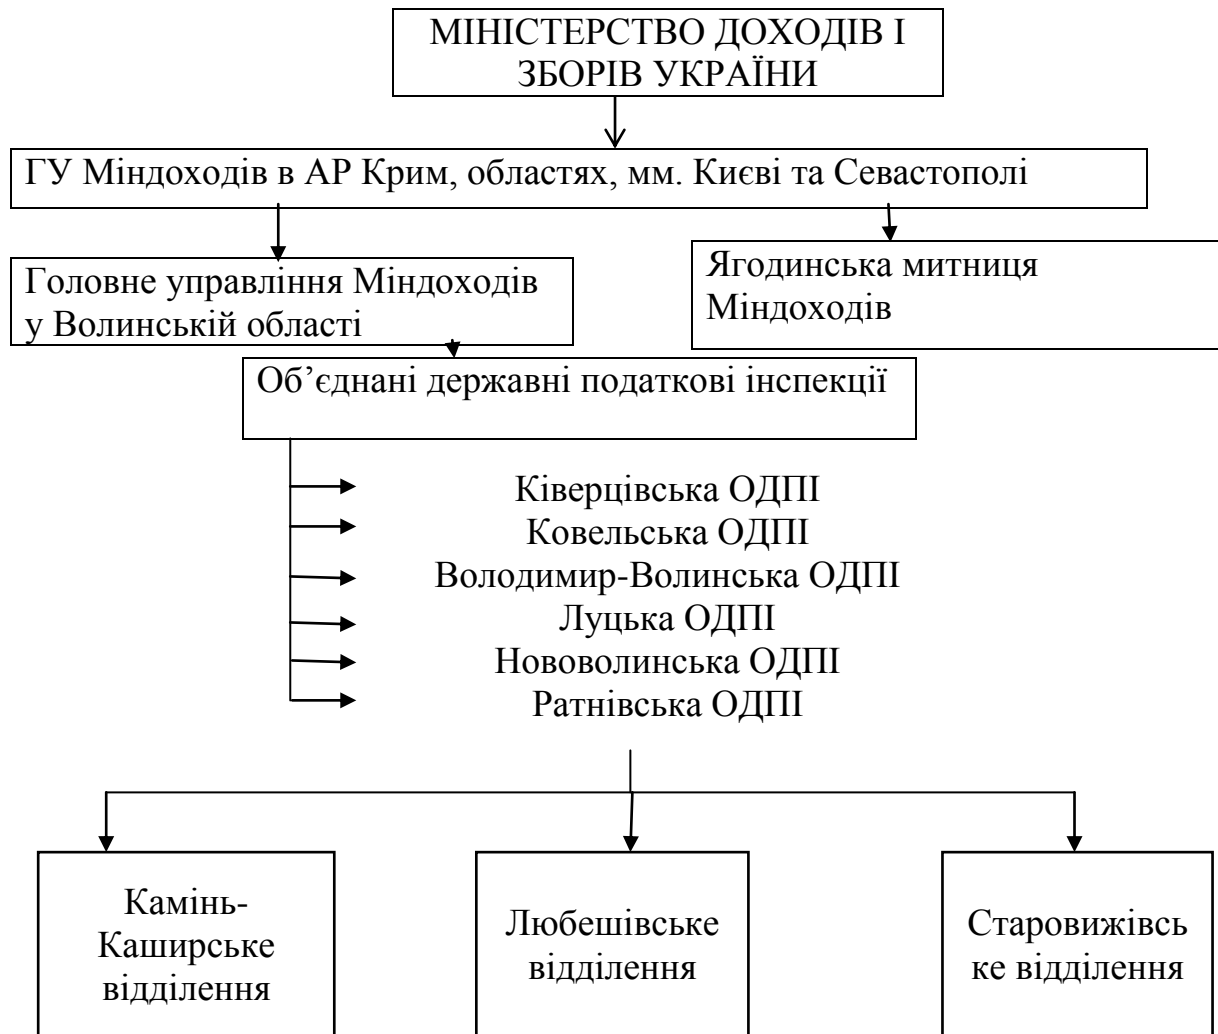 МІНІСТЕРСТВО ДОХОДІВ І
ЗБОРІВ УКРАЇНИ
ГУ Міндоходів в АР Крим, областях, мм. Києві та Севастополі
Головне управління Міндоходів
у Волинській області
Ягодинська митниця
Міндоходів
Об’єднані державні податкові інспекції
Ківерцівська ОДПІ
Ковельська ОДПІ
Володимир-Волинська ОДПІ
Луцька ОДПІ
Нововолинська ОДПІ
Ратнівська ОДПІ
Камінь-
Каширське
відділення
Любешівське
відділення
Старовижівсь
ке відділення